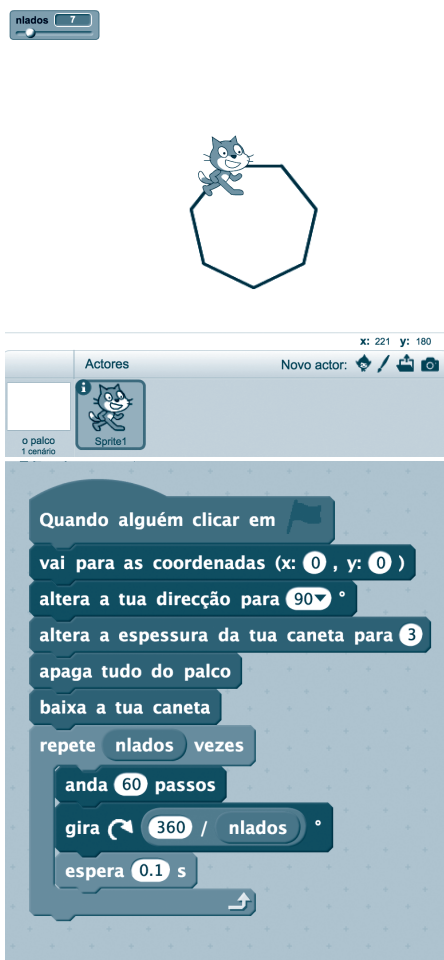 nlados 7
x: 221 y: 180
Actores Novo actor:
o palco
1 cenário
Sprite1
Quando alguém clicar em
vai para as coordenadas (x: 0 , y: 0 )
altera a tua direcção para 90 °
altera a espessura da tua caneta para 3
apaga tudo do palco
baixa a tua caneta
repete nlados vezes
anda 60 passos
gira 360 / nlados °
espera 0.1 s